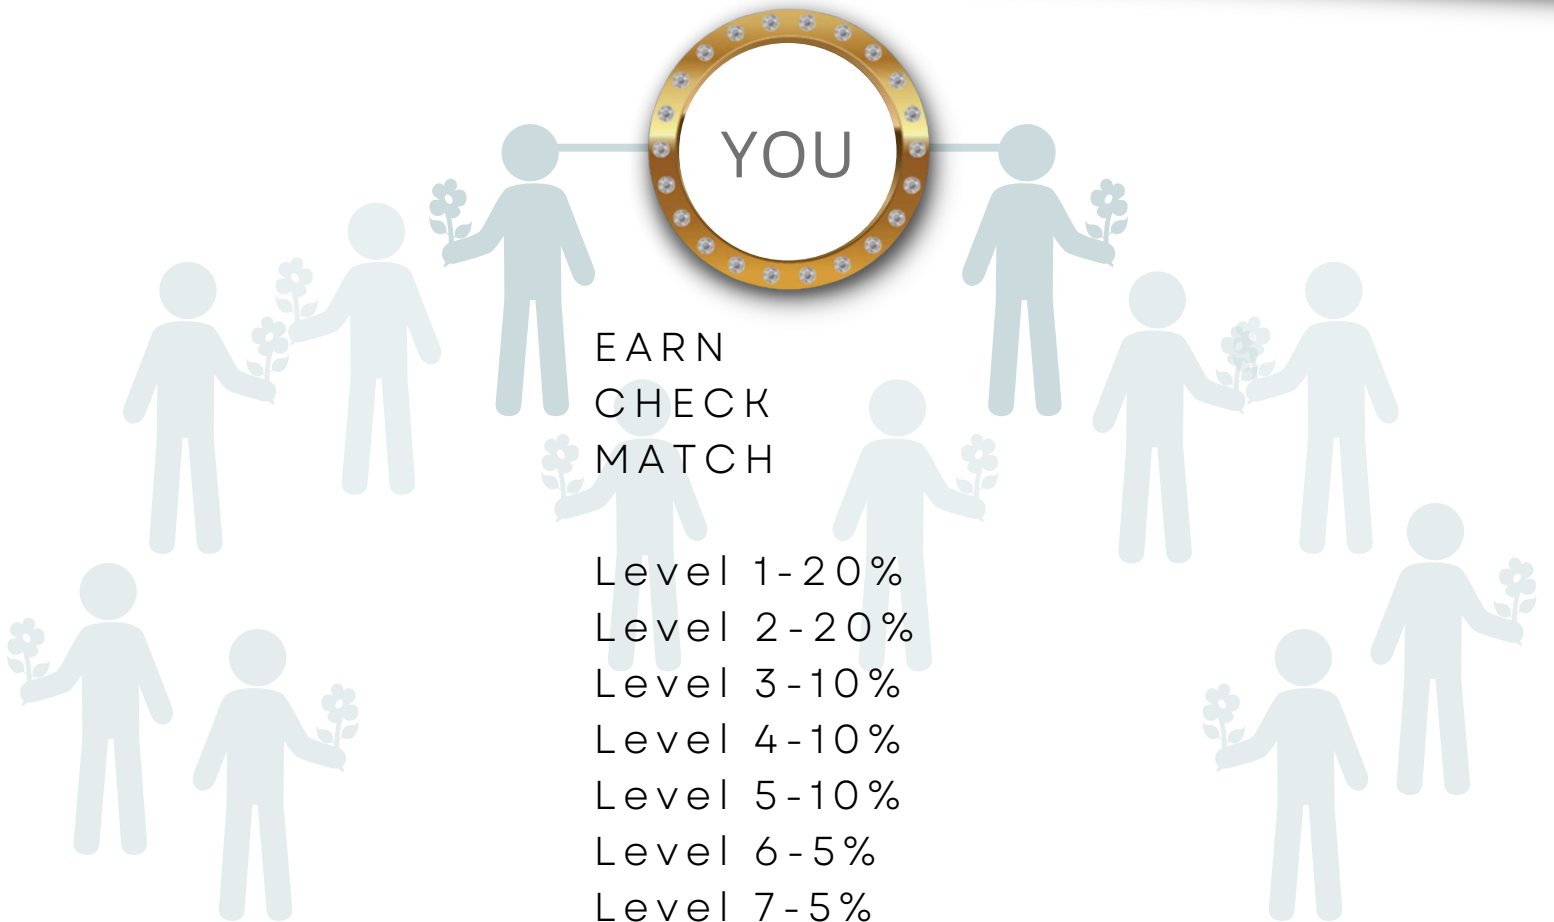 YOU
EARN
CHECK
MATCH
Level 1-20%
Level 2-20%
Level 3-10%
Level 4-10%
Level 5-10%
Level 6-5%
Level 7-5%